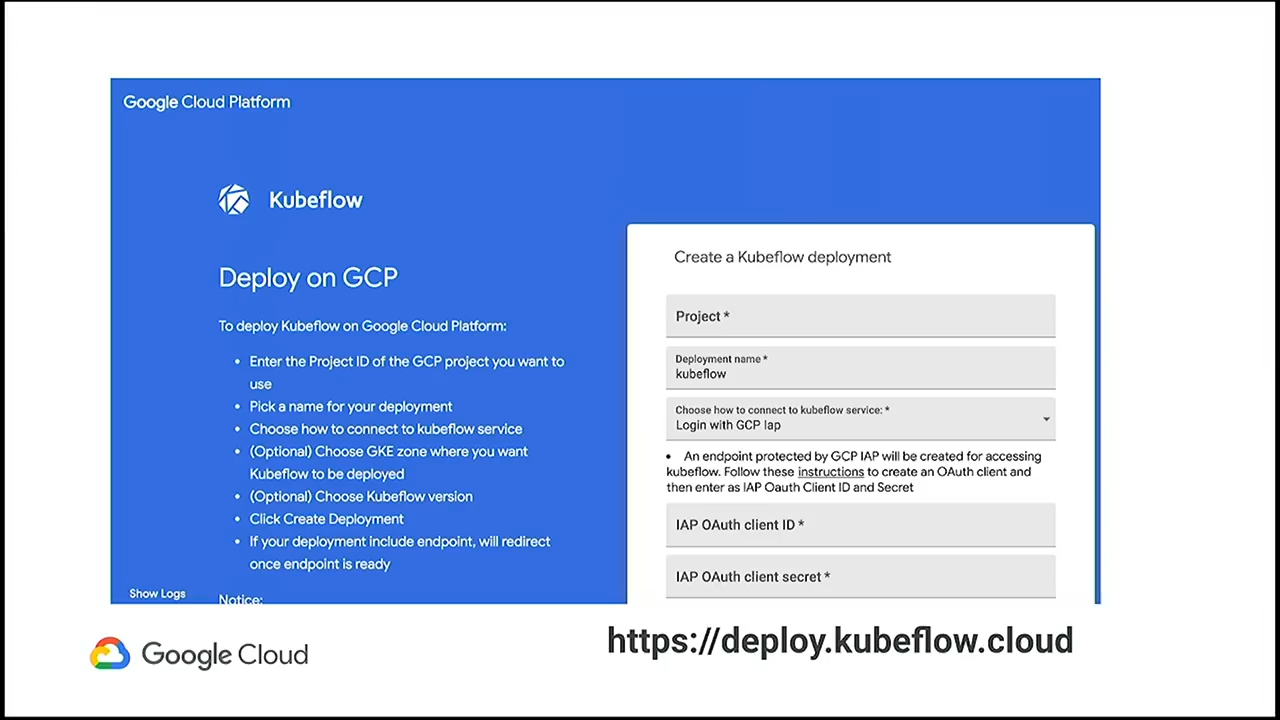 Google Cloud Platform
Kubeflow
Deploy on GCP
To deploy Kubeflow on Google Cloud Platform:
• Enter the Project ID of the GCP project you want to
use
• Pick a name for your deployment
• Choose how to connect to kubeflow service
• (Optional) Choose GKE zone where you want
Kubeflow to be deployed
• (Optional) Choose Kubeflow version
• Click Create Deployment
• If your deployment include endpoint, will redirect
once endpoint is ready
Show Logs
Notice:
Create a Kubeflow deployment
Project *
Deployment name *
kubeflow
Choose how to connect to kubeflow service: *
Login with GCP Iap
• An endpoint protected by GCP IAP will be created for accessing
kubeflow. Follow these instructions to create an OAuth client and
then enter as IAP Oauth Client ID and Secret
IAP OAuth client ID *
IAP OAuth client secret *
Google Cloud
https://deploy.kubeflow.cloud